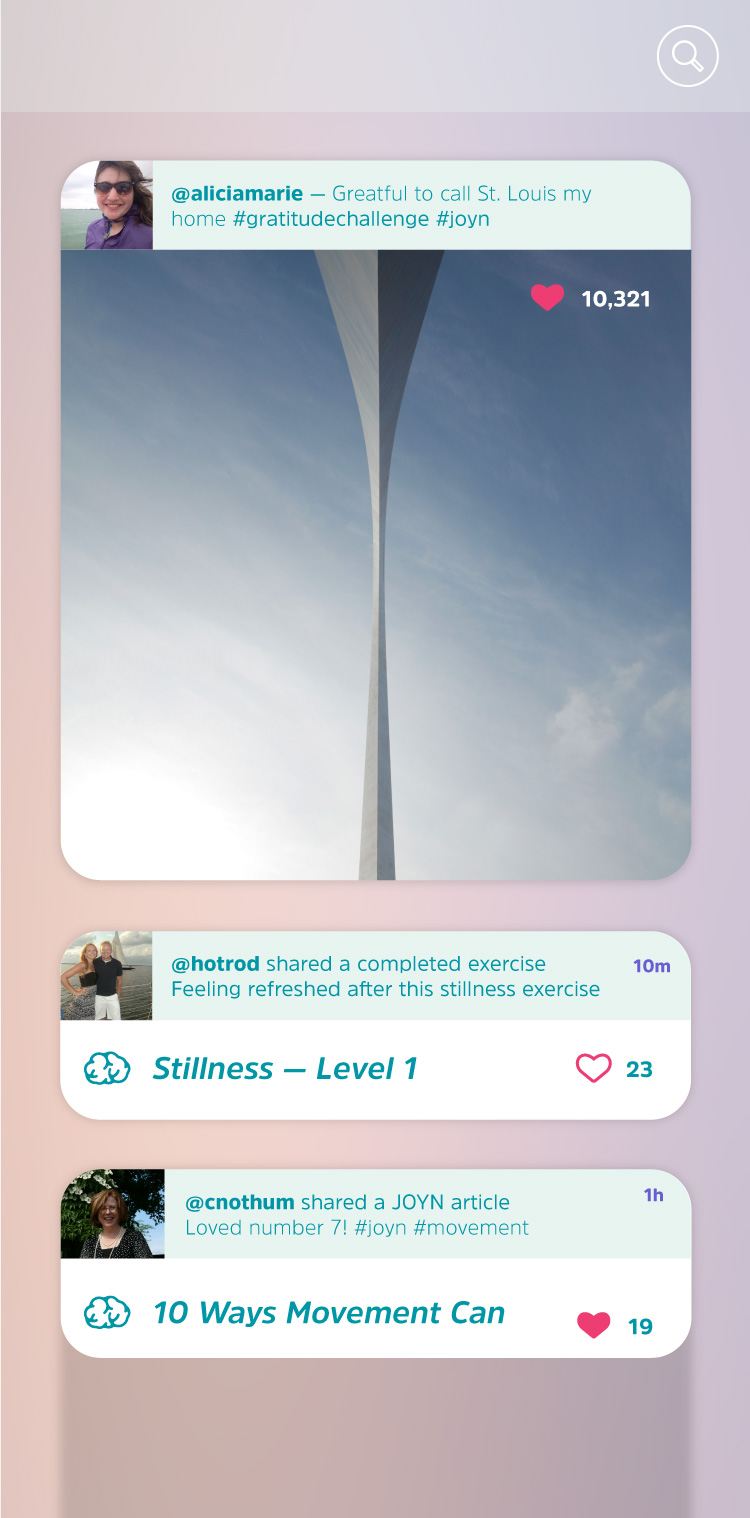 @aliciamarie — Greatful to call St. Louis my
home #gratitudechallenge #joyn
10,321
@hotrod shared a completed exercise
10m
Feeling refreshed after this stillness exercise
Stillness — Level 1
23
@cnothum shared a JOYN article
1h
Loved number 7! #joyn #movement
10 Ways Movement Can
19